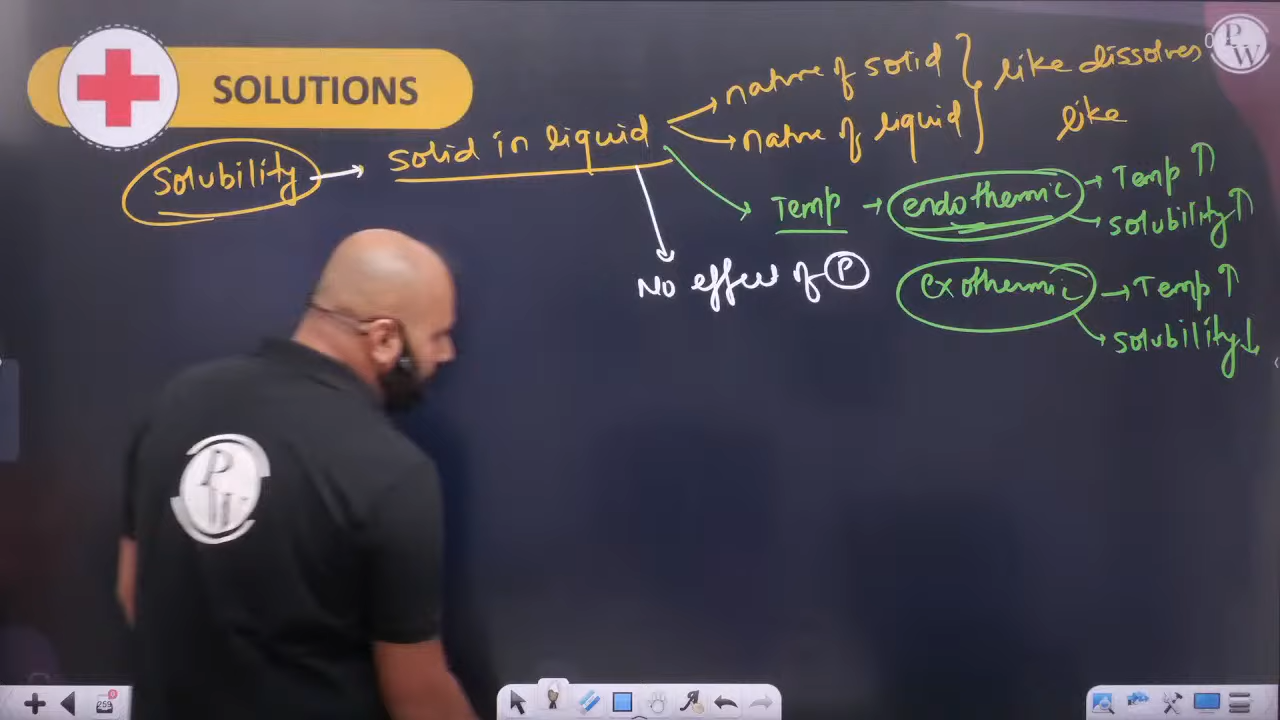 SOLUTIONS
Solubility → solid in liquid
nature of solid
nature of liquid
like dissolves
like
Temp → endothermic → Temp ↑
solubility ↑
exothermic → Temp ↑
solubility ↓
No effect of P
P
W
P
W
259